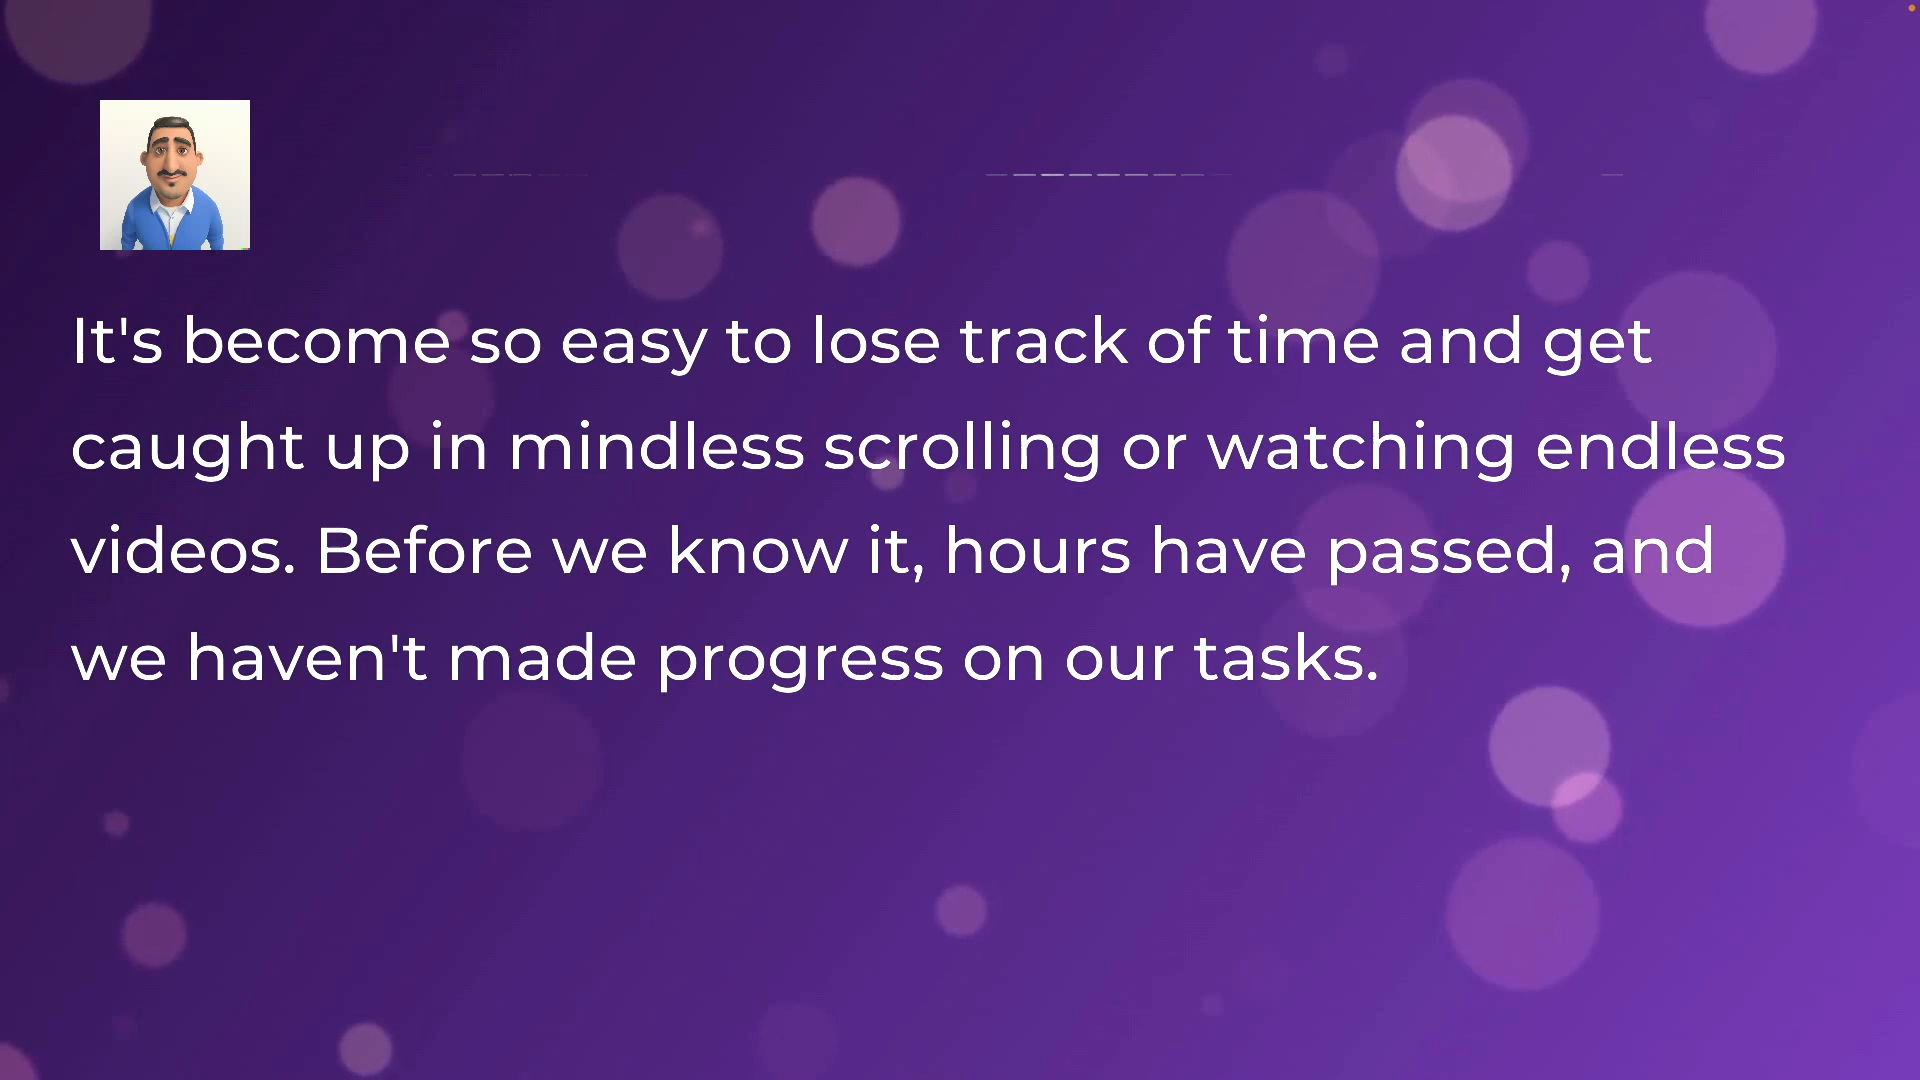 It's become so easy to lose track of time and get
caught up in mindless scrolling or watching endless
videos. Before we know it, hours have passed, and
we haven't made progress on our tasks.